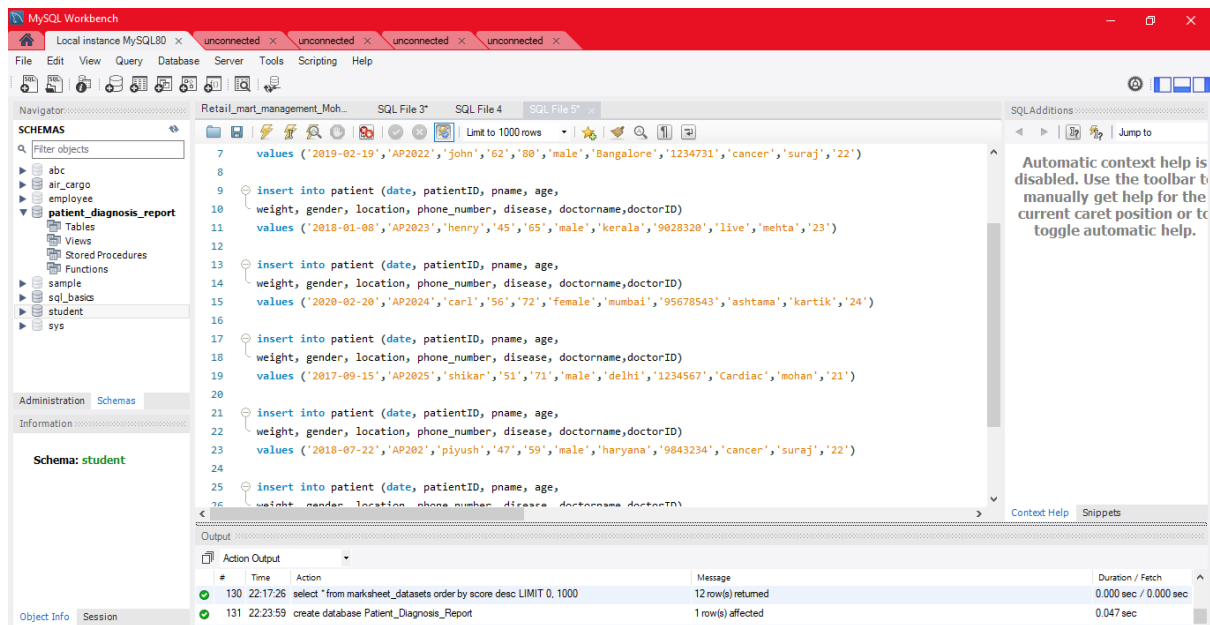 MySQL Workbench
Local instance MySQL80 × unconnected × unconnected × unconnected × unconnected ×
File Edit View Query Database Server Tools Scripting Help
Navigator
SCHEMAS
Filter objects
abc
air_cargo
employee
patient_diagnosis_report
Tables
Views
Stored Procedures
Functions
sample
sql_basics
student
sys
Administration Schemas
Information
Schema: student
Object Info Session
Retail_mart_management_Moh... SQL File 3* SQL File 4 SQL File 5* ×
Limit to 1000 rows
7 values ('2019-02-19','AP2022','john','62','80','male','Bangalore','1234731','cancer','suraj','22')
8
9 insert into patient (date, patientID, pname, age,
10 weight, gender, location, phone_number, disease, doctorname,doctorID)
11 values ('2018-01-08','AP2023','henry','45','65','male','kerala','9028320','live','mehta','23')
12
13 insert into patient (date, patientID, pname, age,
14 weight, gender, location, phone_number, disease, doctorname,doctorID)
15 values ('2020-02-20','AP2024','carl','56','72','female','mumbai','95678543','ashtama','kartik','24')
16
17 insert into patient (date, patientID, pname, age,
18 weight, gender, location, phone_number, disease, doctorname,doctorID)
19 values ('2017-09-15','AP2025','shikar','51','71','male','delhi','1234567','Cardiac','mohan','21')
20
21 insert into patient (date, patientID, pname, age,
22 weight, gender, location, phone_number, disease, doctorname,doctorID)
23 values ('2018-07-22','AP202','piyush','47','59','male','haryana','9843234','cancer','suraj','22')
24
25 insert into patient (date, patientID, pname, age,
26 weight, gender, location, phone_number, disease, doctorname,doctorID)
Output
Action Output
# Time Action Message Duration / Fetch
130 22:17:26 select * from marksheet_datasets order by score desc LIMIT 0, 1000 12 row(s) returned 0.000 sec / 0.000 sec
131 22:23:59 create database Patient_Diagnosis_Report 1 row(s) affected 0.047 sec
SQLAdditions
Jump to
Automatic context help is
disabled. Use the toolbar t
manually get help for the
current caret position or to
toggle automatic help.
Context Help Snippets